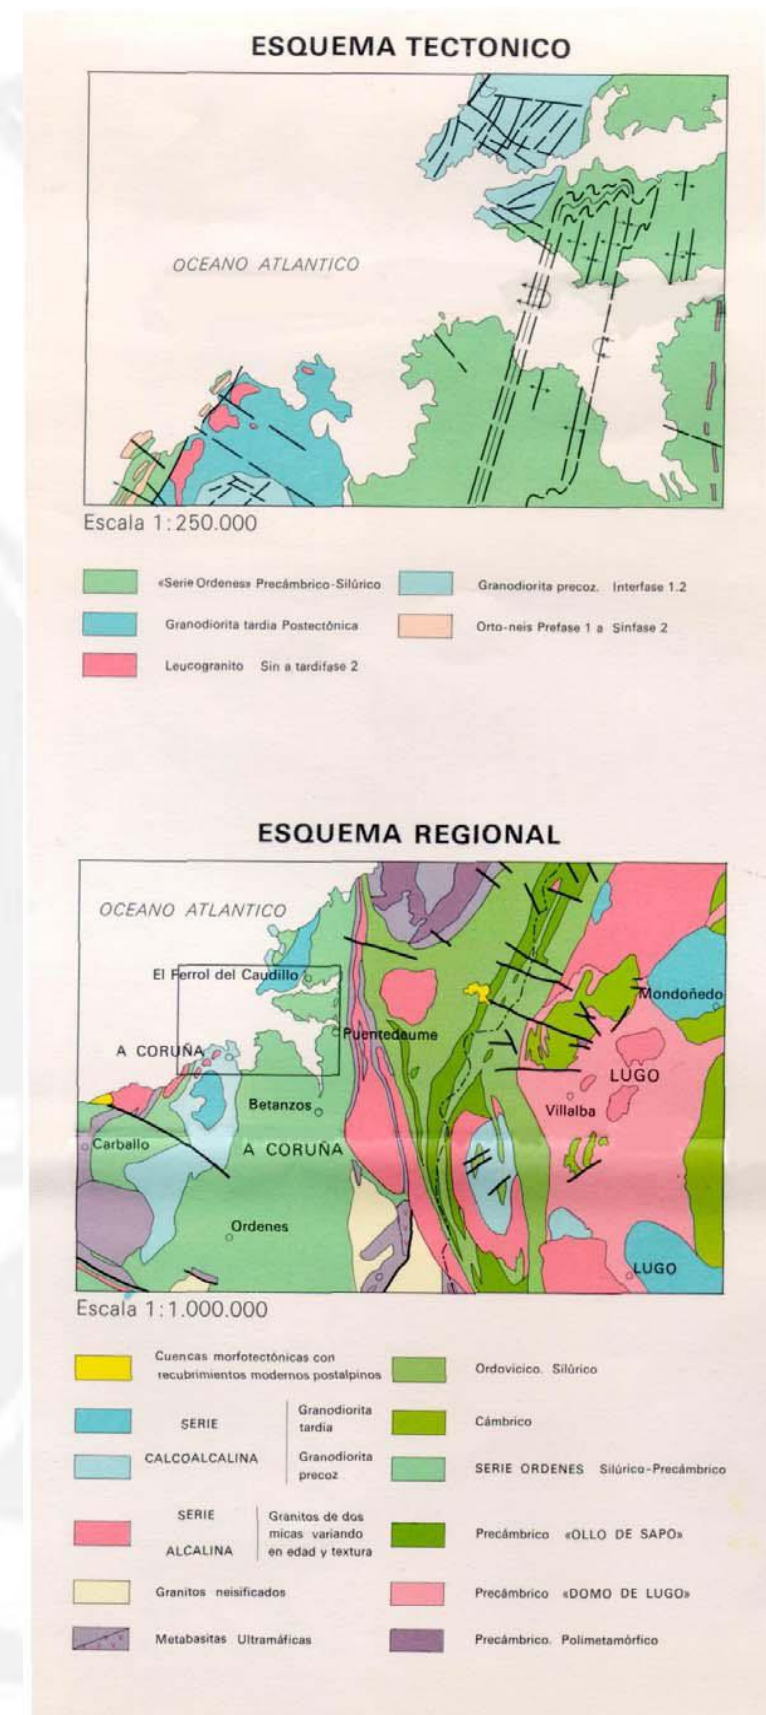 ESQUEMA TECTONICO
OCEANO ATLANTICO
Escala 1:250.000
«Serie Ordenes» Precámbrico-Silúrico
Granodiorita precoz. Interfase 1.2
Granodiorita tardia Postectónica
Orto-neis Prefase 1 a Sinfase 2
Leucogranito Sin a tardifase 2
ESQUEMA REGIONAL
OCEANO ATLANTICO
El Ferrol del Caudillo
Mondoñedo
Puentedeume
A CORUÑA
LUGO
Betanzos
Villalba
Carballo
A CORUÑA
Ordenes
LUGO
Escala 1:1.000.000
Cuencas morfotectónicas con
recubrimientos modernos postalpinos
Ordovicico. Silúrico
SERIE
CALCOALCALINA
Granodiorita
tardia
Granodiorita
precoz
Cámbrico
SERIE ORDENES Silúrico-Precámbrico
SERIE
ALCALINA
Granitos de dos
micas variando
en edad y textura
Precámbrico «OLLO DE SAPO»
Granitos neisificados
Precámbrico «DOMO DE LUGO»
Metabasitas Ultramáficas
Precámbrico. Polimetamórfico